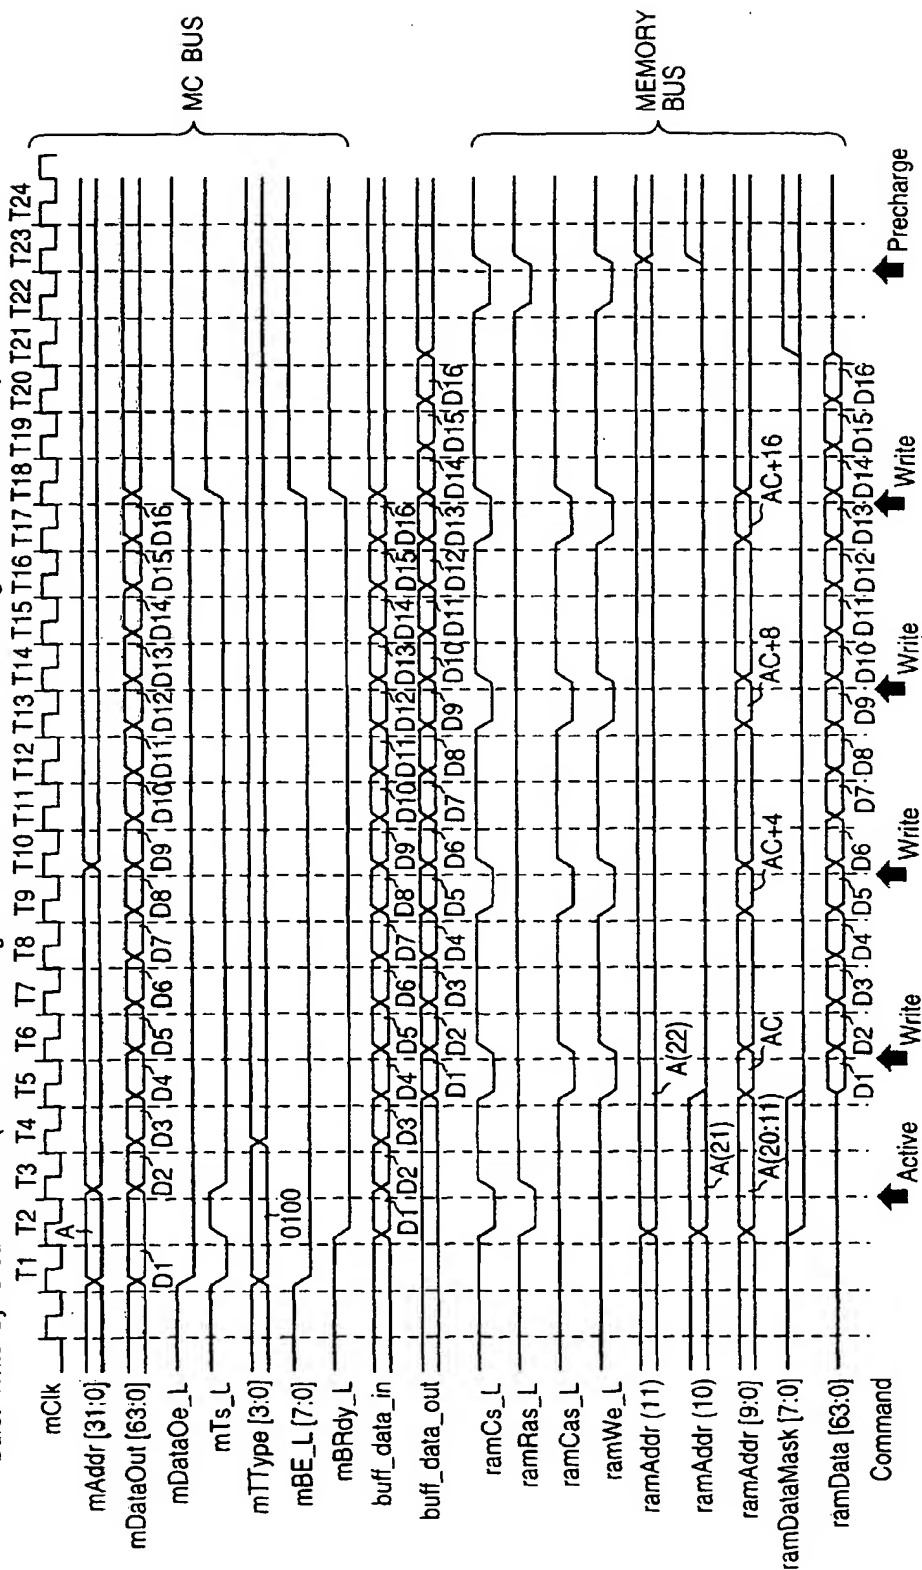 T1 T2 T3 T4 T5 T6 T7 T8 T9 T10 T11 T12 T13 T14 T15 T16 T17 T18 T19 T20 T21 T22 T23 T24
mClk
A
mAddr [31:0]
mDataOut [63:0]
D1 D2 D3 D4 D5 D6 D7 D8 D9 D10 D11 D12 D13 D14 D15 D16
mDataOe_L
mTs_L
mTType [3:0]
0100
mBE_L [7:0]
mBRdy_L
MC BUS
buff_data_in
D1 D2 D3 D4 D5 D6 D7 D8 D9 D10 D11 D12 D13 D14 D15 D16
buff_data_out
D1 D2 D3 D4 D5 D6 D7 D8 D9 D10 D11 D12 D13 D14 D15 D16
ramCs_L
ramRas_L
ramCas_L
ramWe_L
ramAddr (11)
A(22)
ramAddr (10)
A(21)
ramAddr [9:0]
A(20:11) AC AC+4 AC+8 AC+16
ramDataMask [7:0]
ramData [63:0]
D1 D2 D3 D4 D5 D6 D7 D8 D9 D10 D11 D12 D13 D14 D15 D16
MEMORY
BUS
Command
Active Write Write Write Write Precharge